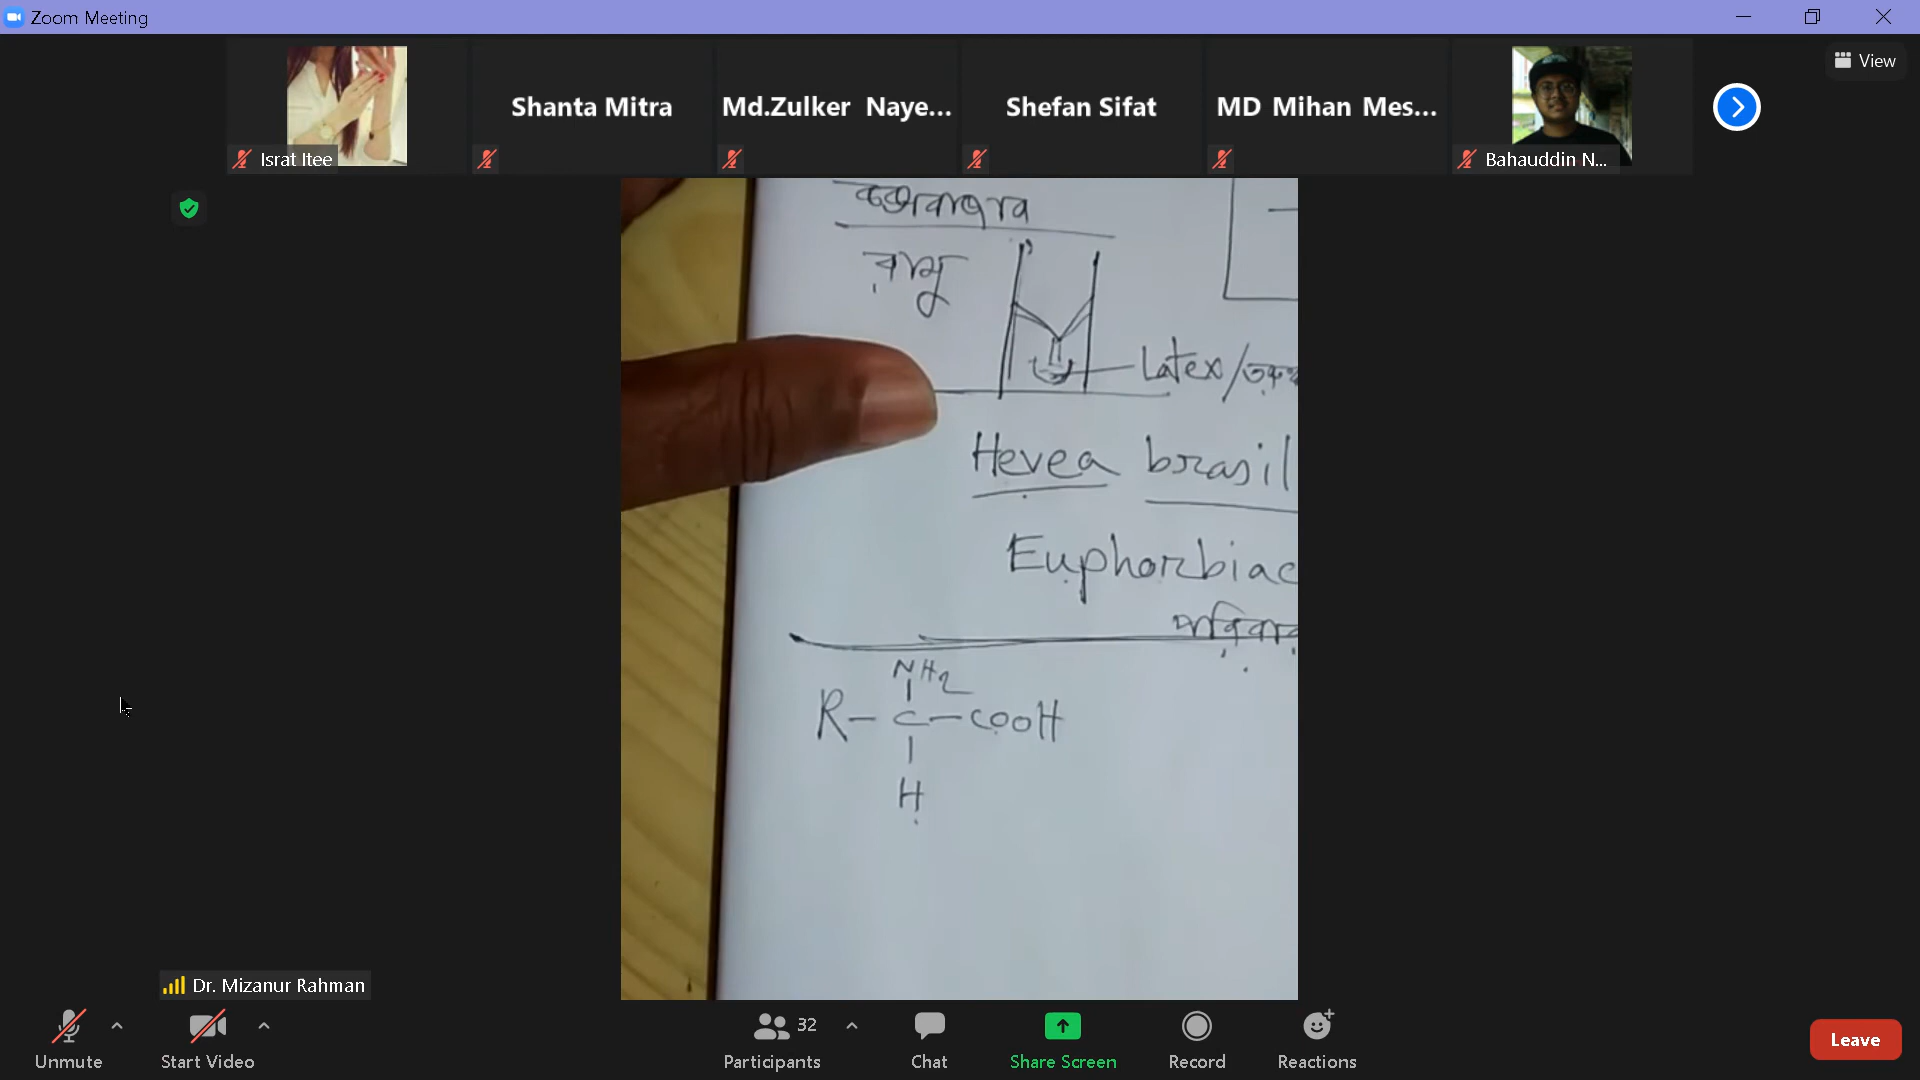 Zoom Meeting
View
Israt Itee
Shanta Mitra
Md.Zulker Naye...
Shefan Sifat
MD Mihan Mes...
Bahauddin N...
রামু
Latex/
Hevea brasil
Euphorbiac
পরিবার
NH2
R-C-COOH
H
Dr. Mizanur Rahman
Unmute
Start Video
32
Participants
Chat
Share Screen
Record
Reactions
Leave